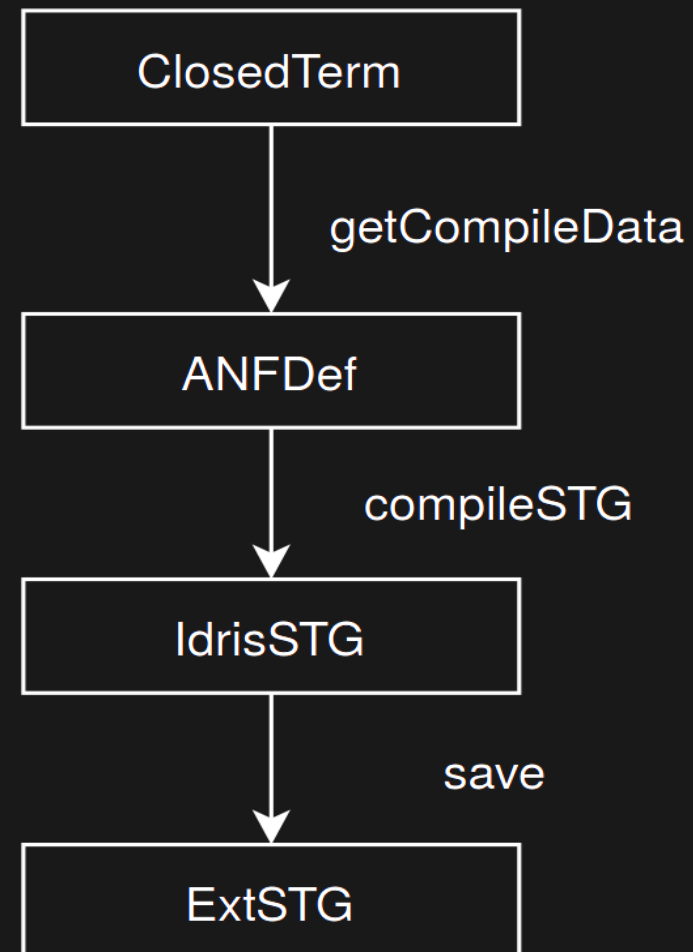 ClosedTerm
getCompileData
ANFDef
compileSTG
IdrisSTG
save
ExtSTG